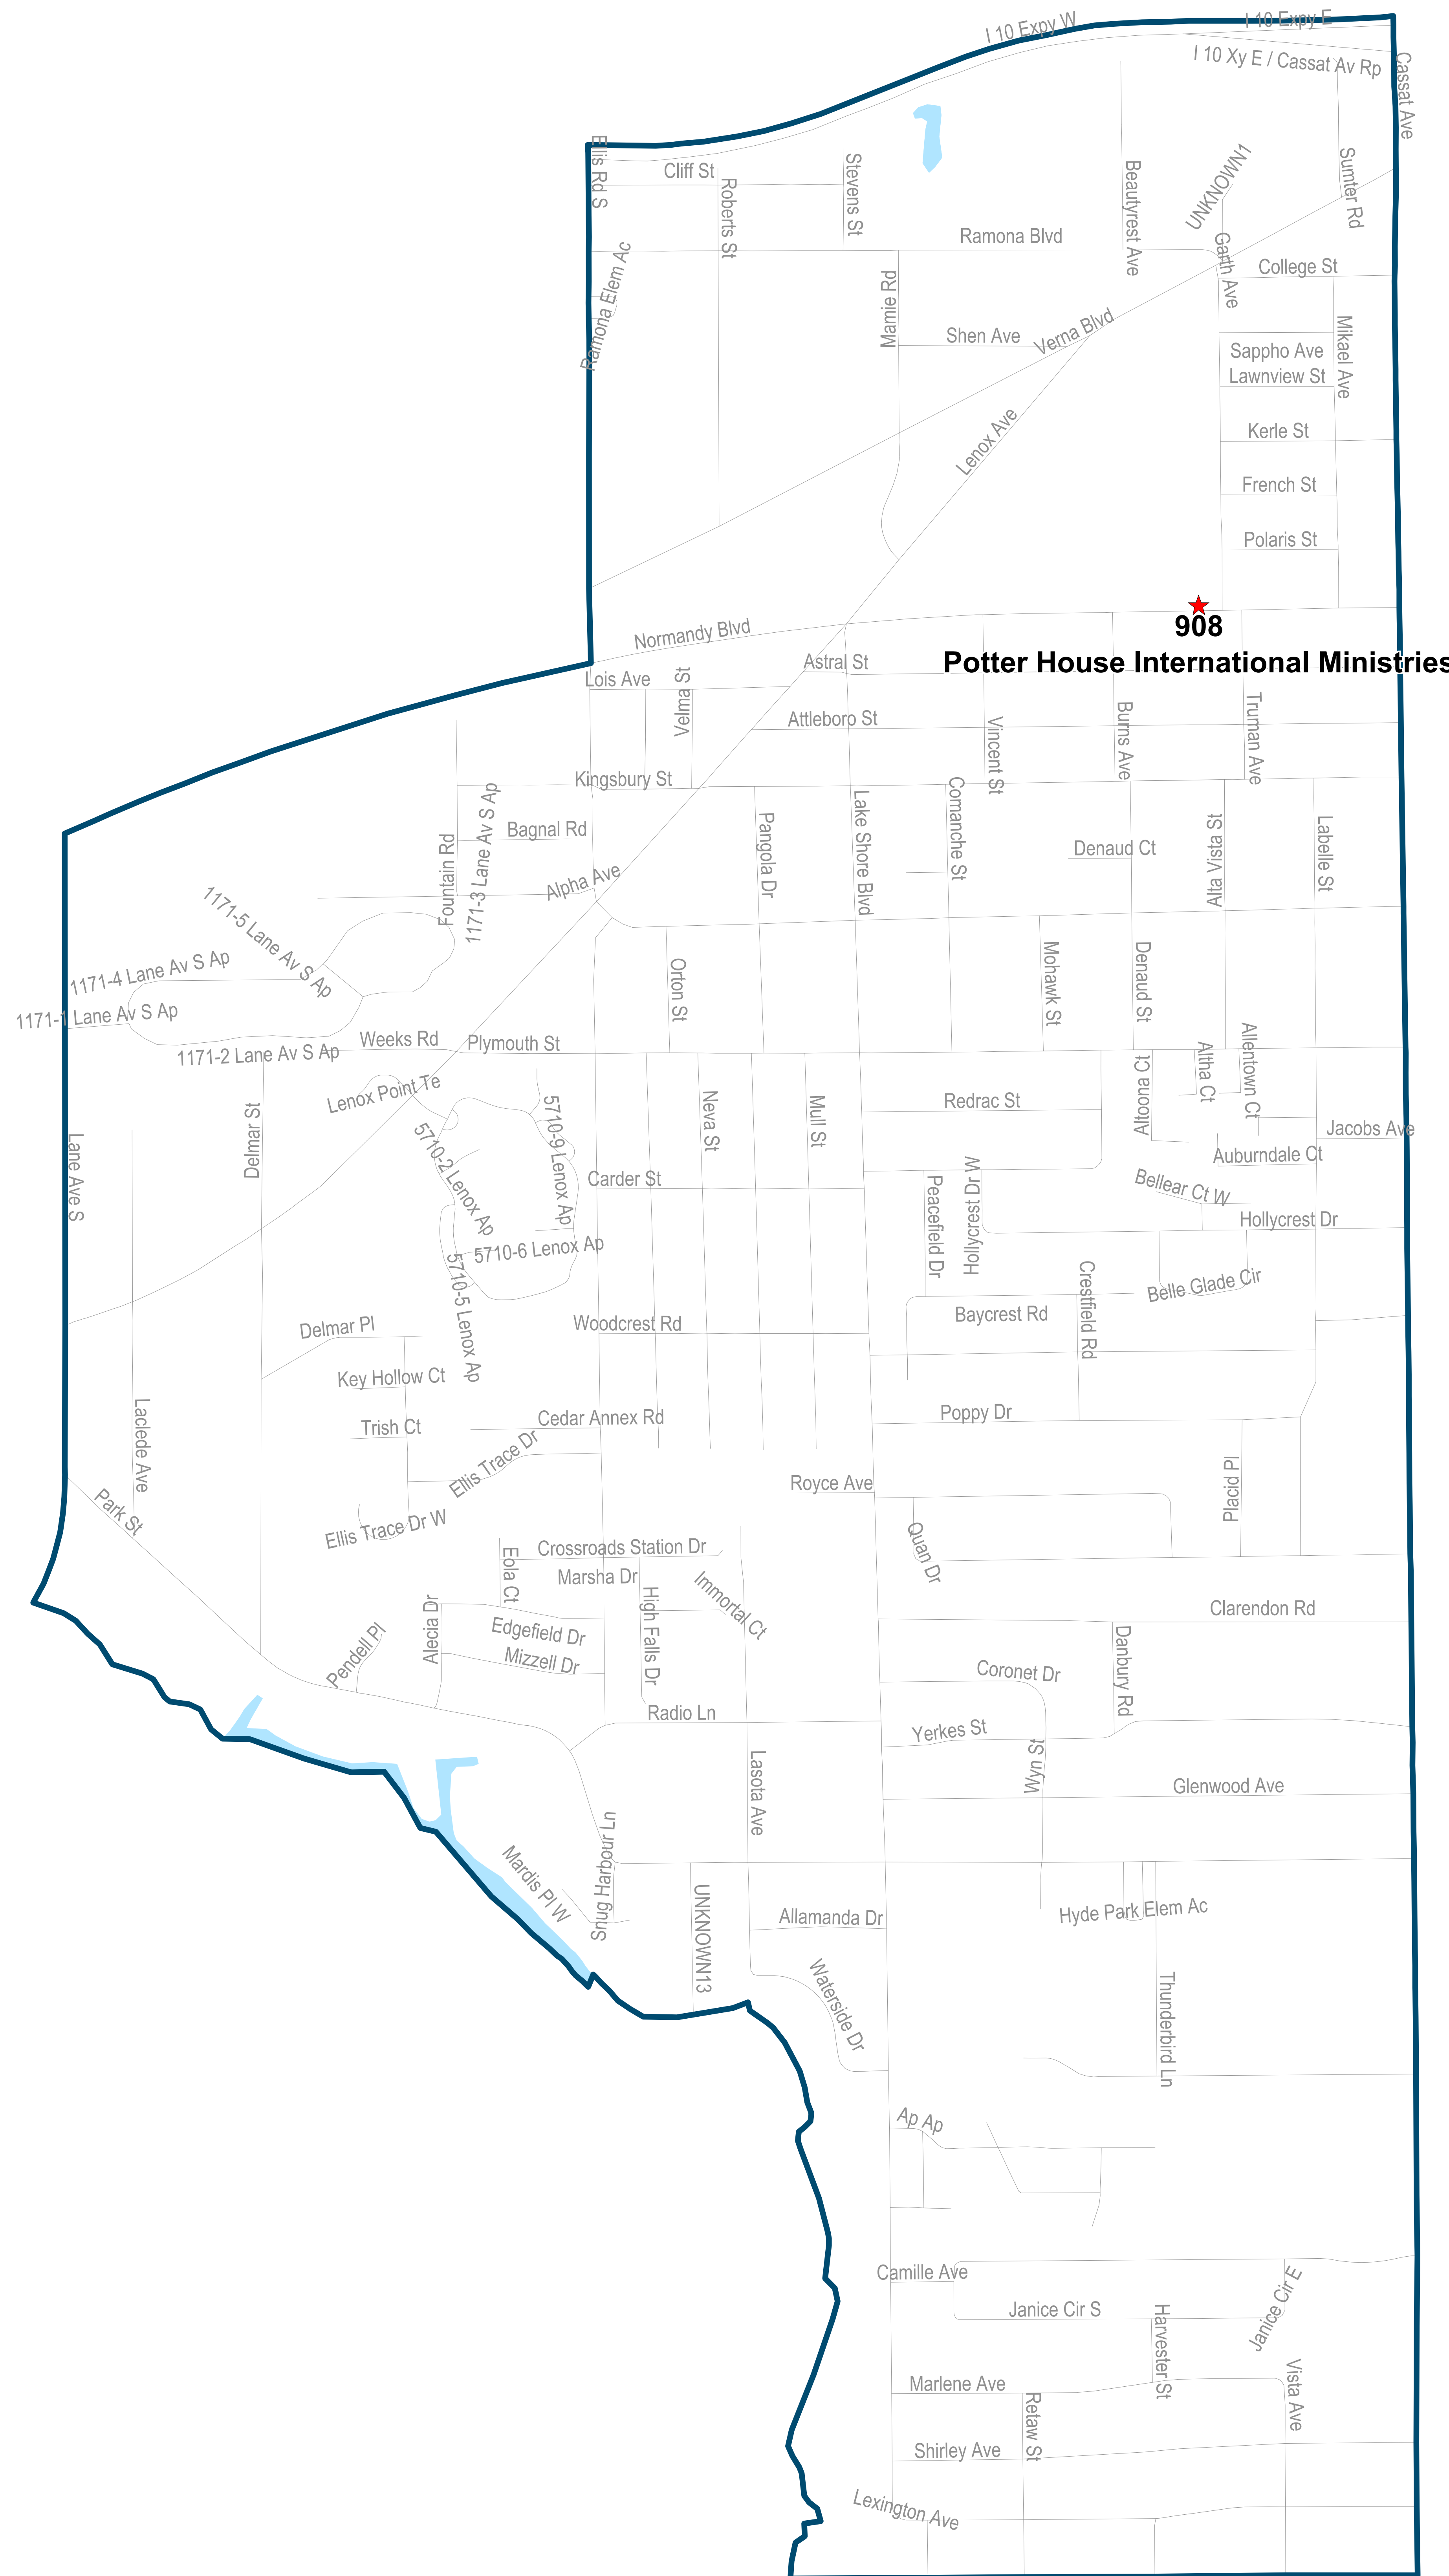 I 10 Expy W
I 10 Expy E
I 10 Xy E / Cassat Av Rp
Cassat Ave
Ellis Rd S
Cliff St
Roberts St
Stevens St
Beautyrest Ave
UNKNOWN1
Sumter Rd
Ramona Blvd
Ramona Elem Ac
Garth Ave
College St
Mamie Rd
Shen Ave
Verna Blvd
Mikael Ave
Sappho Ave
Lawnview St
Lenox Ave
Kerle St
French St
Polaris St
908
Potter House International Ministries
Normandy Blvd
Astral St
Lois Ave
Velma St
Attleboro St
Vincent St
Burns Ave
Truman Ave
Kingsbury St
Comanche St
Bagnal Rd
Fountain Rd
1171-3 Lane Av S Ap
Pangola Dr
Lake Shore Blvd
Denaud Ct
Alta Vista St
Labelle St
Alpha Ave
1171-5 Lane Av S Ap
1171-4 Lane Av S Ap
1171-1 Lane Av S Ap
Orton St
Mohawk St
Denaud St
Weeks Rd
Plymouth St
1171-2 Lane Av S Ap
Altoona Ct
Altha Ct
Allentown Ct
Lenox Point Te
Redrac St
Neva St
Mull St
Delmar St
5710-2 Lenox Ap
5710-9 Lenox Ap
Jacobs Ave
Auburndale Ct
Lane Ave S
Carder St
Peacefield Dr
Hollycrest Dr W
Bellear Ct W
Hollycrest Dr
5710-6 Lenox Ap
5710-5 Lenox Ap
Belle Glade Cir
Crestfield Rd
Baycrest Rd
Delmar Pl
Woodcrest Rd
Key Hollow Ct
Laclede Ave
Trish Ct
Cedar Annex Rd
Poppy Dr
Ellis Trace Dr
Royce Ave
Placid Pl
Park St
Ellis Trace Dr W
Quan Dr
Crossroads Station Dr
Eola Ct
Marsha Dr
High Falls Dr
Immortal Ct
Clarendon Rd
Alecia Dr
Edgefield Dr
Pendell Pl
Mizzell Dr
Coronet Dr
Danbury Rd
Radio Ln
Yerkes St
Wyn St
Lasota Ave
Glenwood Ave
Snug Harbour Ln
Mardis Pl W
UNKNOWN13
Allamanda Dr
Hyde Park Elem Ac
Waterside Dr
Thunderbird Ln
Ap Ap
Camille Ave
Janice Cir S
Janice Cir E
Harvester St
Marlene Ave
Vista Ave
Retaw St
Shirley Ave
Lexington Ave